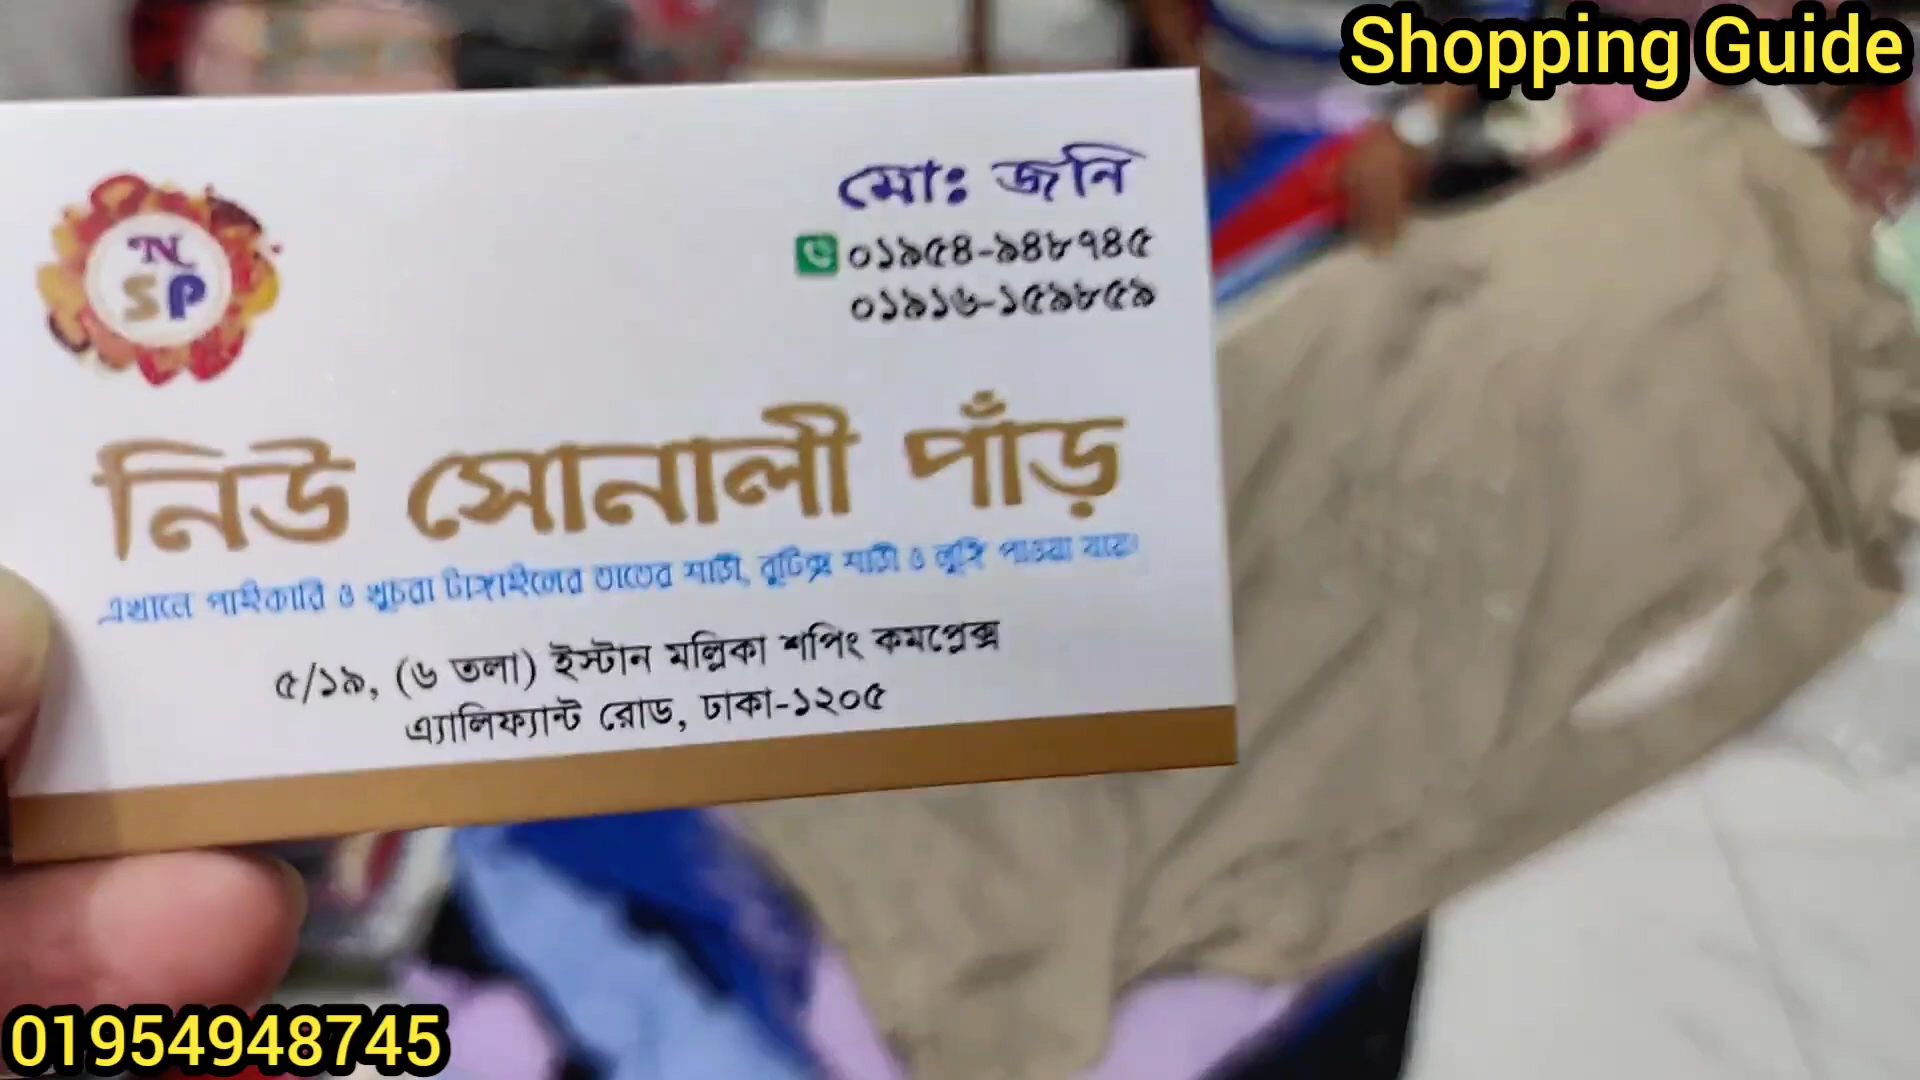 Shopping Guide
মোঃ জনি
০১৯৫৪-৯৪৮৭৪৫
০১৯১৬-১৫৯৮৫৯
N
SP
নিউ সোনালী পাঁড়
এখানে পাইকারি ও খুচরা টাঙ্গাইলের তাতের শাড়ী, বুটিক্স শাড়ী ও লুঙ্গি পাওয়া যায়।
৫/১৯, (৬ তলা) ইস্টান মল্লিকা শপিং কমপ্লেক্স
এ্যালিফ্যান্ট রোড, ঢাকা-১২০৫
01954948745